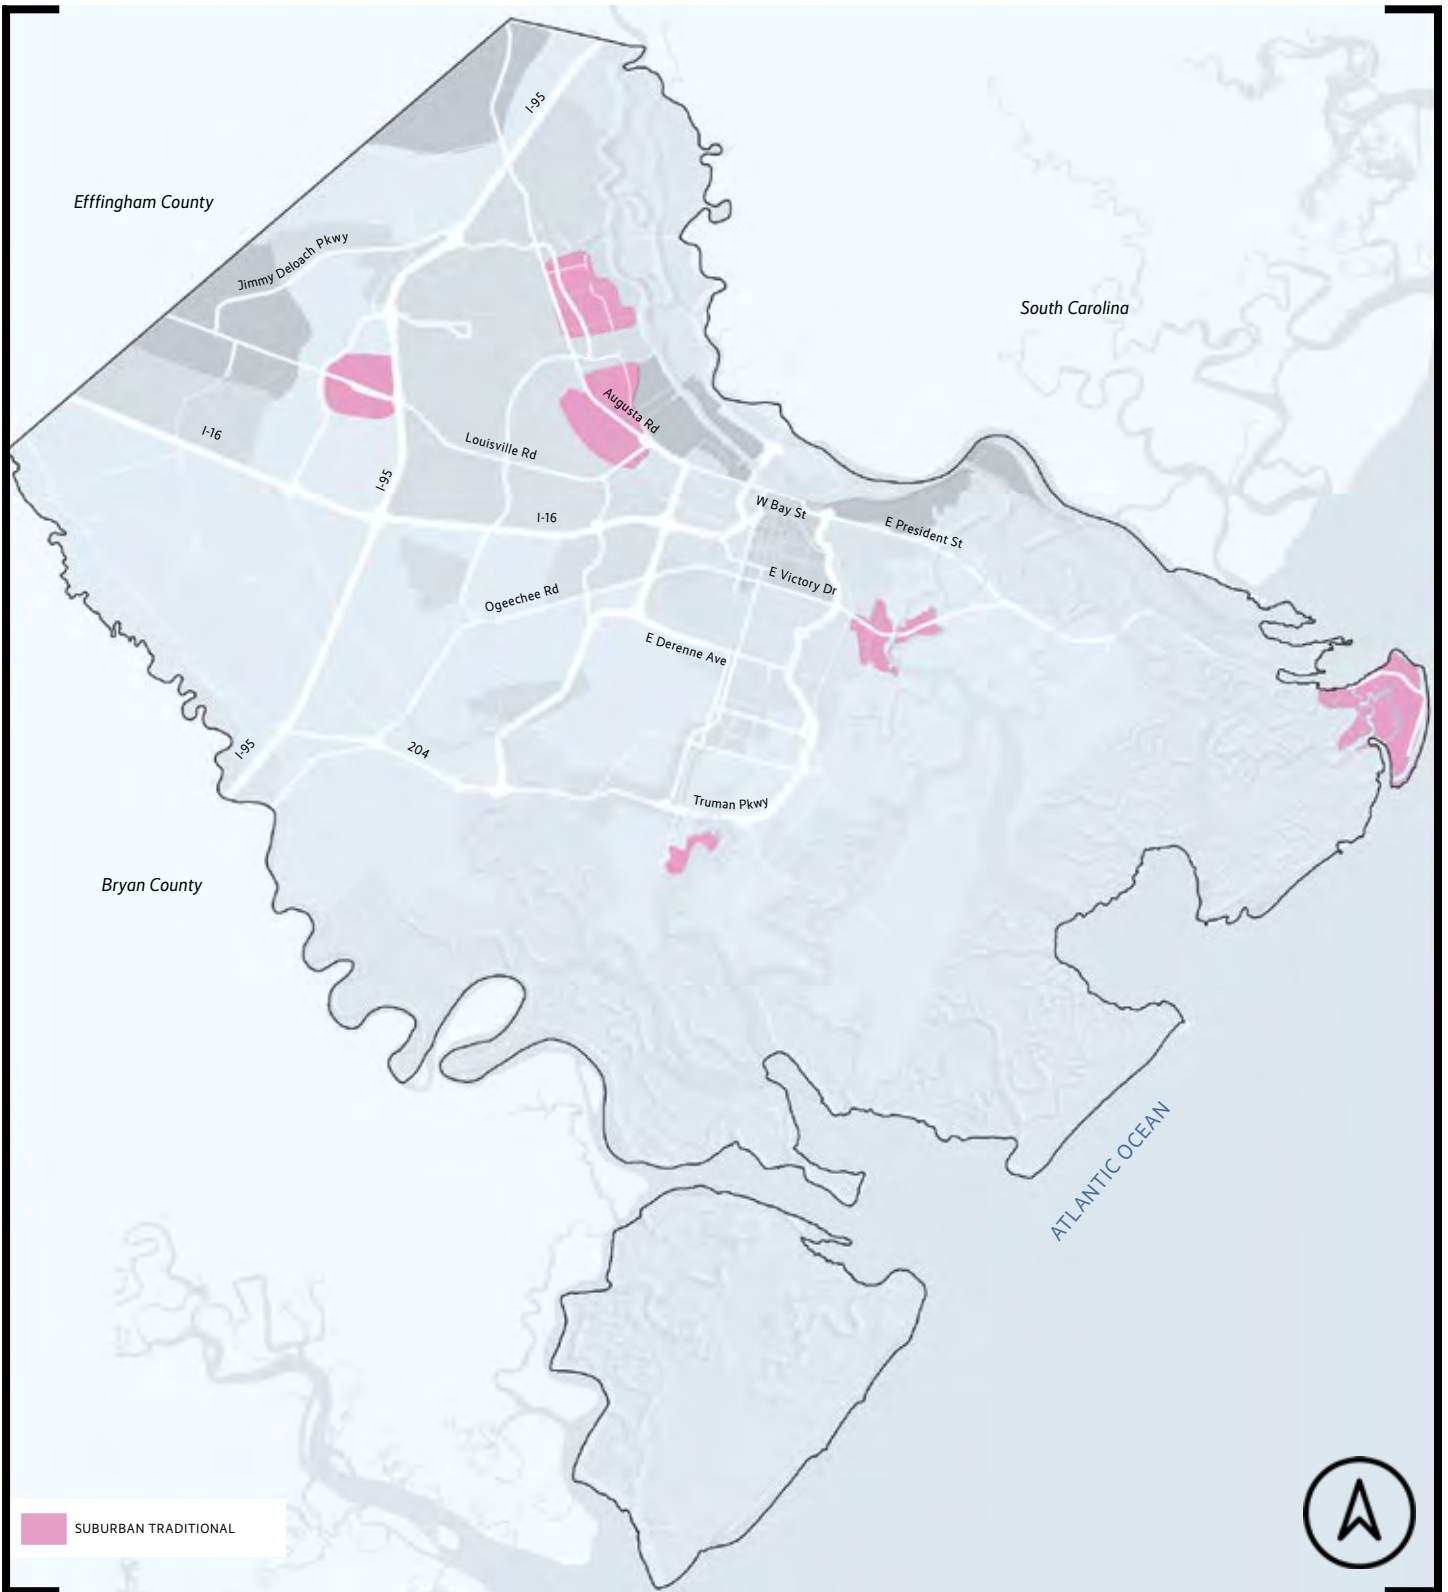 I-95
Efffingham County
Jimmy Deloach Pkwy
South Carolina
Augusta Rd
I-16
Louisville Rd
I-95
W Bay St
I-16
E President St
E Victory Dr
Ogeechee Rd
E Derenne Ave
I-95
204
Truman Pkwy
Bryan County
ATLANTIC OCEAN
SUBURBAN TRADITIONAL